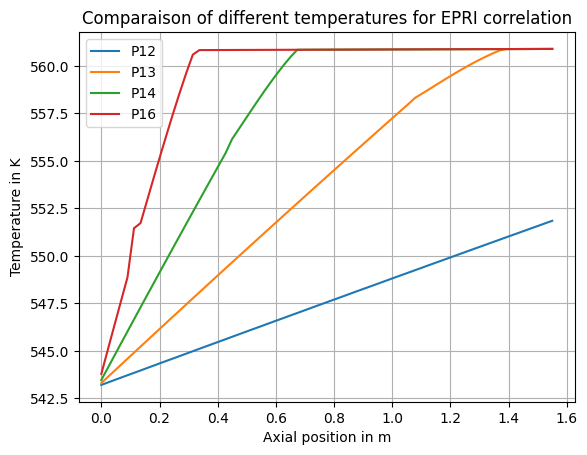 Comparaison of different temperatures for EPRI correlation
P12
P13
P14
P16
Temperature in K
560.0
557.5
555.0
552.5
550.0
547.5
545.0
542.5
0.0 0.2 0.4 0.6 0.8 1.0 1.2 1.4 1.6
Axial position in m